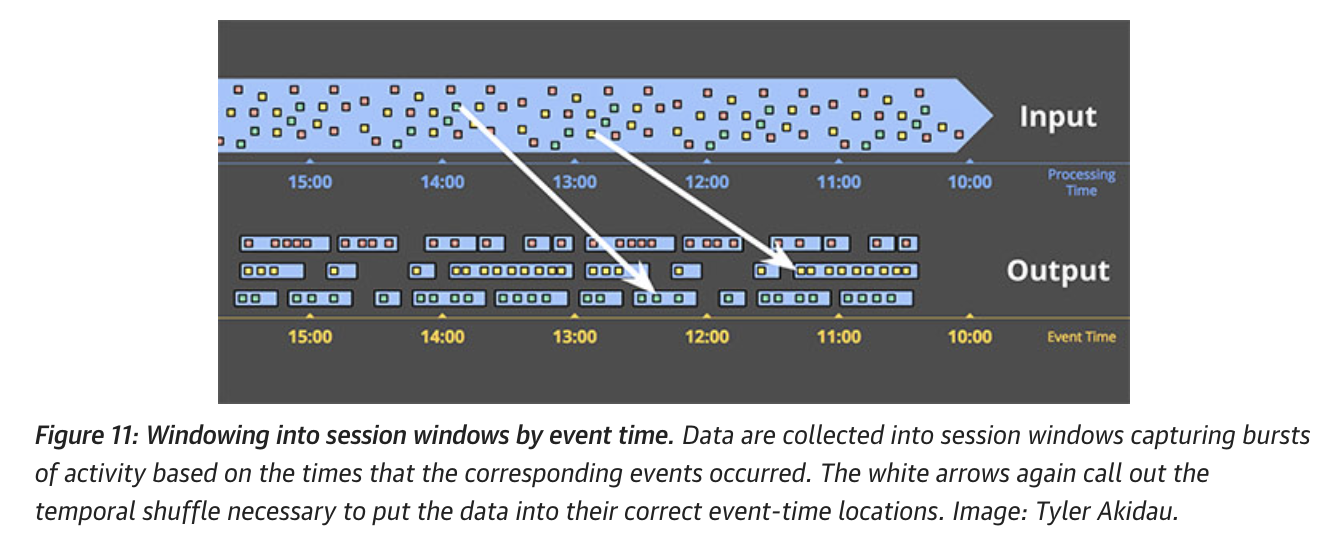 Input
15:00 14:00 13:00 12:00 11:00 10:00 Processing Time
Output
15:00 14:00 13:00 12:00 11:00 10:00 Event Time
Figure 11: Windowing into session windows by event time. Data are collected into session windows capturing bursts
of activity based on the times that the corresponding events occurred. The white arrows again call out the
temporal shuffle necessary to put the data into their correct event-time locations. Image: Tyler Akidau.